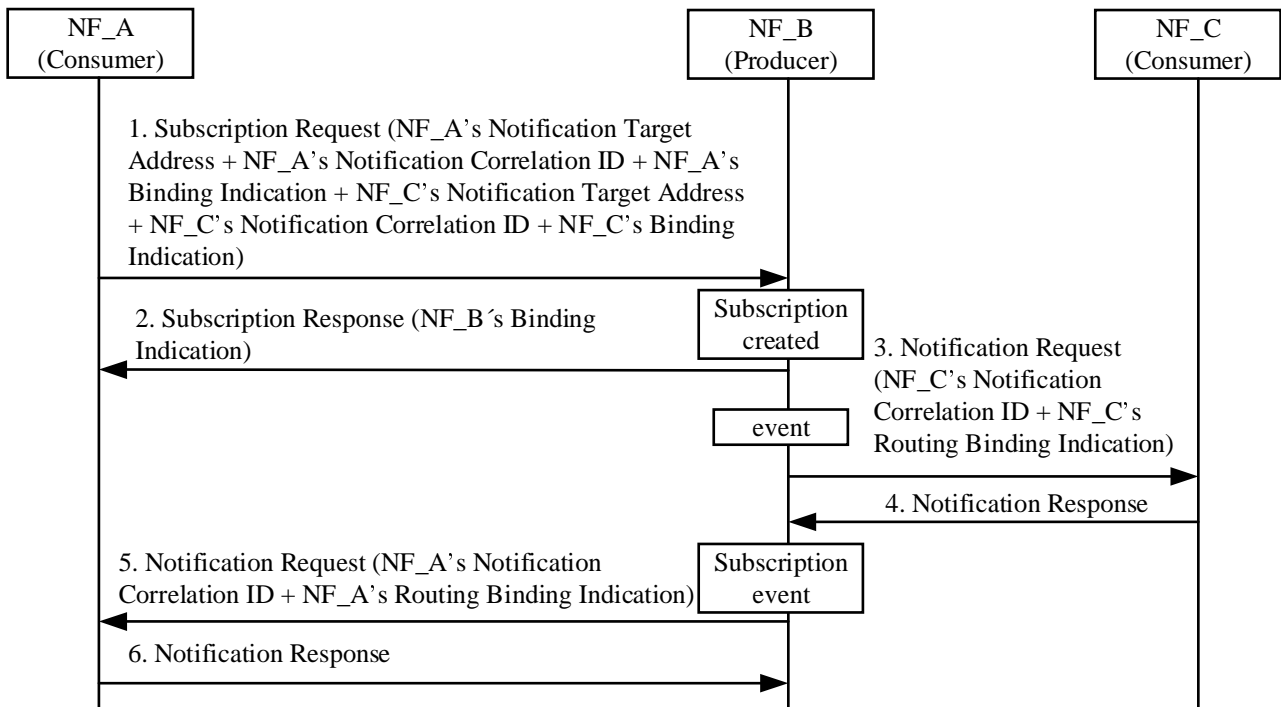 NF_A
(Consumer)
NF_B
(Producer)
NF_C
(Consumer)
1. Subscription Request (NF_A’s Notification Target
Address + NF_A’s Notification Correlation ID + NF_A’s
Binding Indication + NF_C’s Notification Target Address
+ NF_C’s Notification Correlation ID + NF_C’s Binding
Indication)
Subscription
created
2. Subscription Response (NF_B´s Binding
Indication)
event
3. Notification Request
(NF_C’s Notification
Correlation ID + NF_C’s
Routing Binding Indication)
4. Notification Response
Subscription
event
5. Notification Request (NF_A’s Notification
Correlation ID + NF_A’s Routing Binding Indication)
6. Notification Response